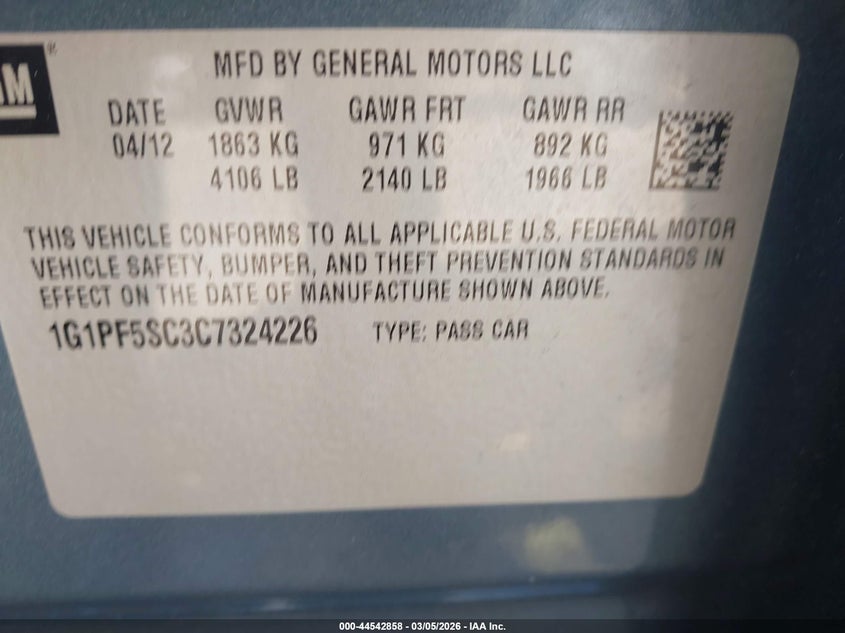 GM®
MFD BY GENERAL MOTORS LLC
DATE GVWR GAWR FRT GAWR RR
04/12 1863 KG 971 KG 892 KG
4106 LB 2140 LB 1966 LB
THIS VEHICLE CONFORMS TO ALL APPLICABLE U.S. FEDERAL MOTOR
VEHICLE SAFETY, BUMPER, AND THEFT PREVENTION STANDARDS IN
EFFECT ON THE DATE OF MANUFACTURE SHOWN ABOVE.
1G1PF5SC3C7324226 TYPE: PASS CAR
000-44542858 - 03/05/2026 - IAA Inc.